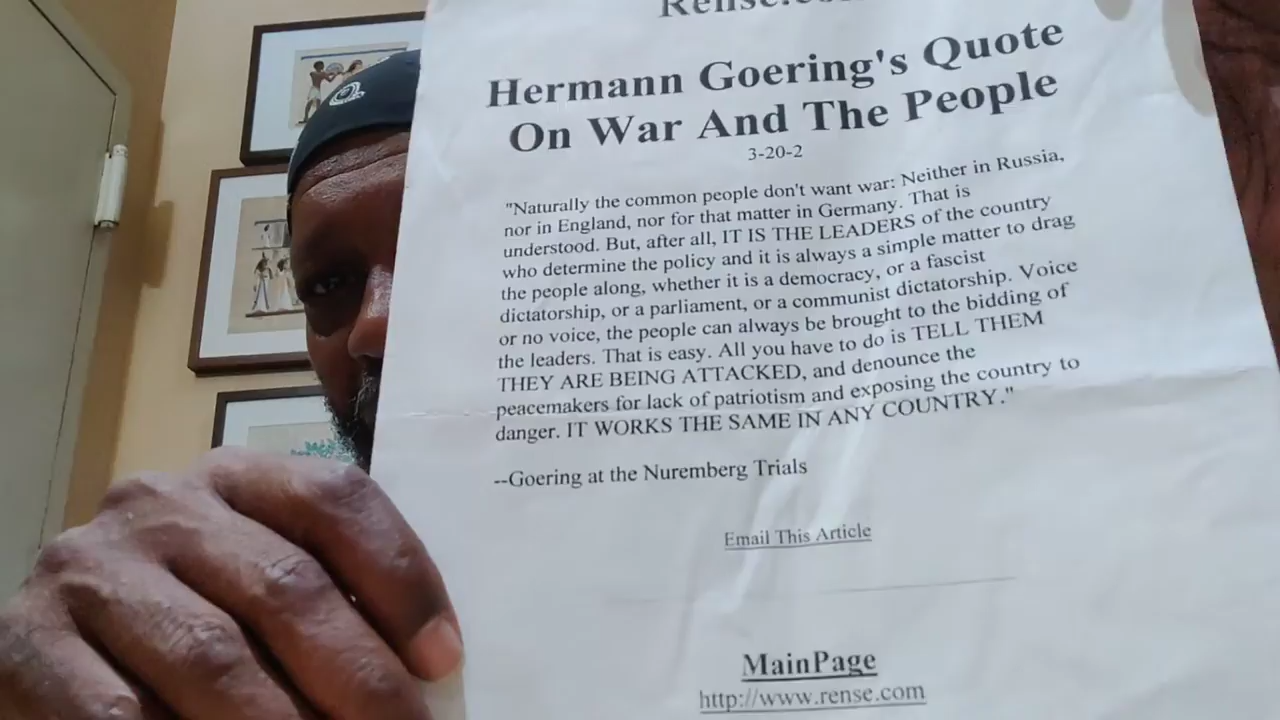 Rense.com
Hermann Goering's Quote
On War And The People
3-20-2
"Naturally the common people don't want war: Neither in Russia,
nor in England, nor for that matter in Germany. That is
understood. But, after all, IT IS THE LEADERS of the country
who determine the policy and it is always a simple matter to drag
the people along, whether it is a democracy, or a fascist
dictatorship, or a parliament, or a communist dictatorship. Voice
or no voice, the people can always be brought to the bidding of
the leaders. That is easy. All you have to do is TELL THEM
THEY ARE BEING ATTACKED, and denounce the
peacemakers for lack of patriotism and exposing the country to
danger. IT WORKS THE SAME IN ANY COUNTRY."
--Goering at the Nuremberg Trials
Email This Article
MainPage
http://www.rense.com